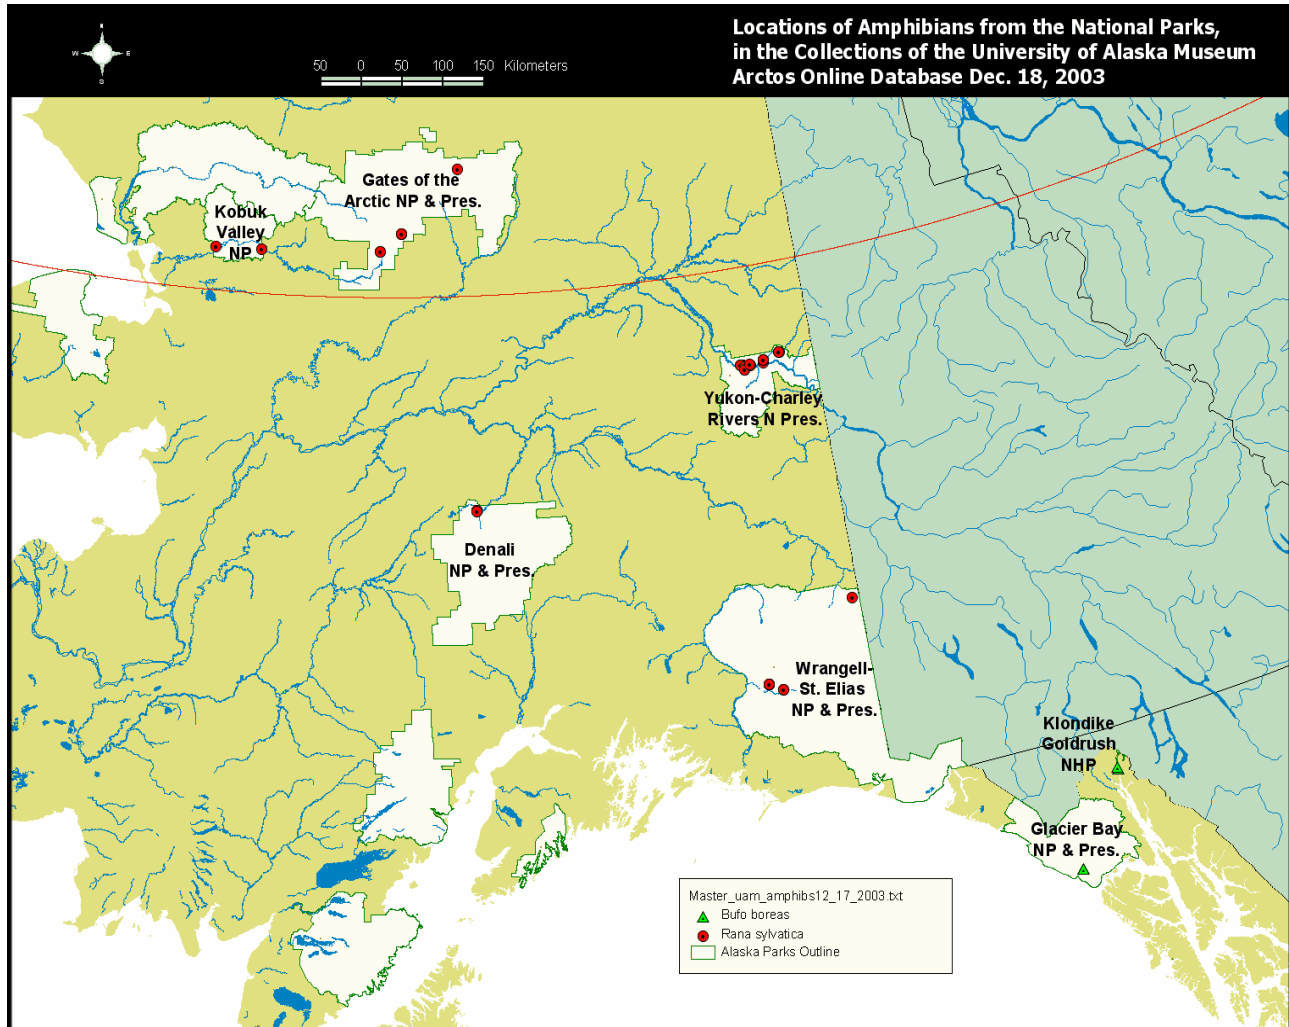 Locations of Amphibians from the National Parks,
in the Collections of the University of Alaska Museum
Arctos Online Database Dec. 18, 2003
N
W
E
S
50 0 50 100 150 Kilometers
Gates of the
Arctic NP & Pres.
Kobuk
Valley
NP
Yukon-Charley
Rivers N Pres.
Denali
NP & Pres.
Wrangell-
St. Elias
NP & Pres.
Klondike
Goldrush
NHP
Glacier Bay
NP & Pres.
Master_uam_amphibs12_17_2003.txt
Bufo boreas
Rana sylvatica
Alaska Parks Outline